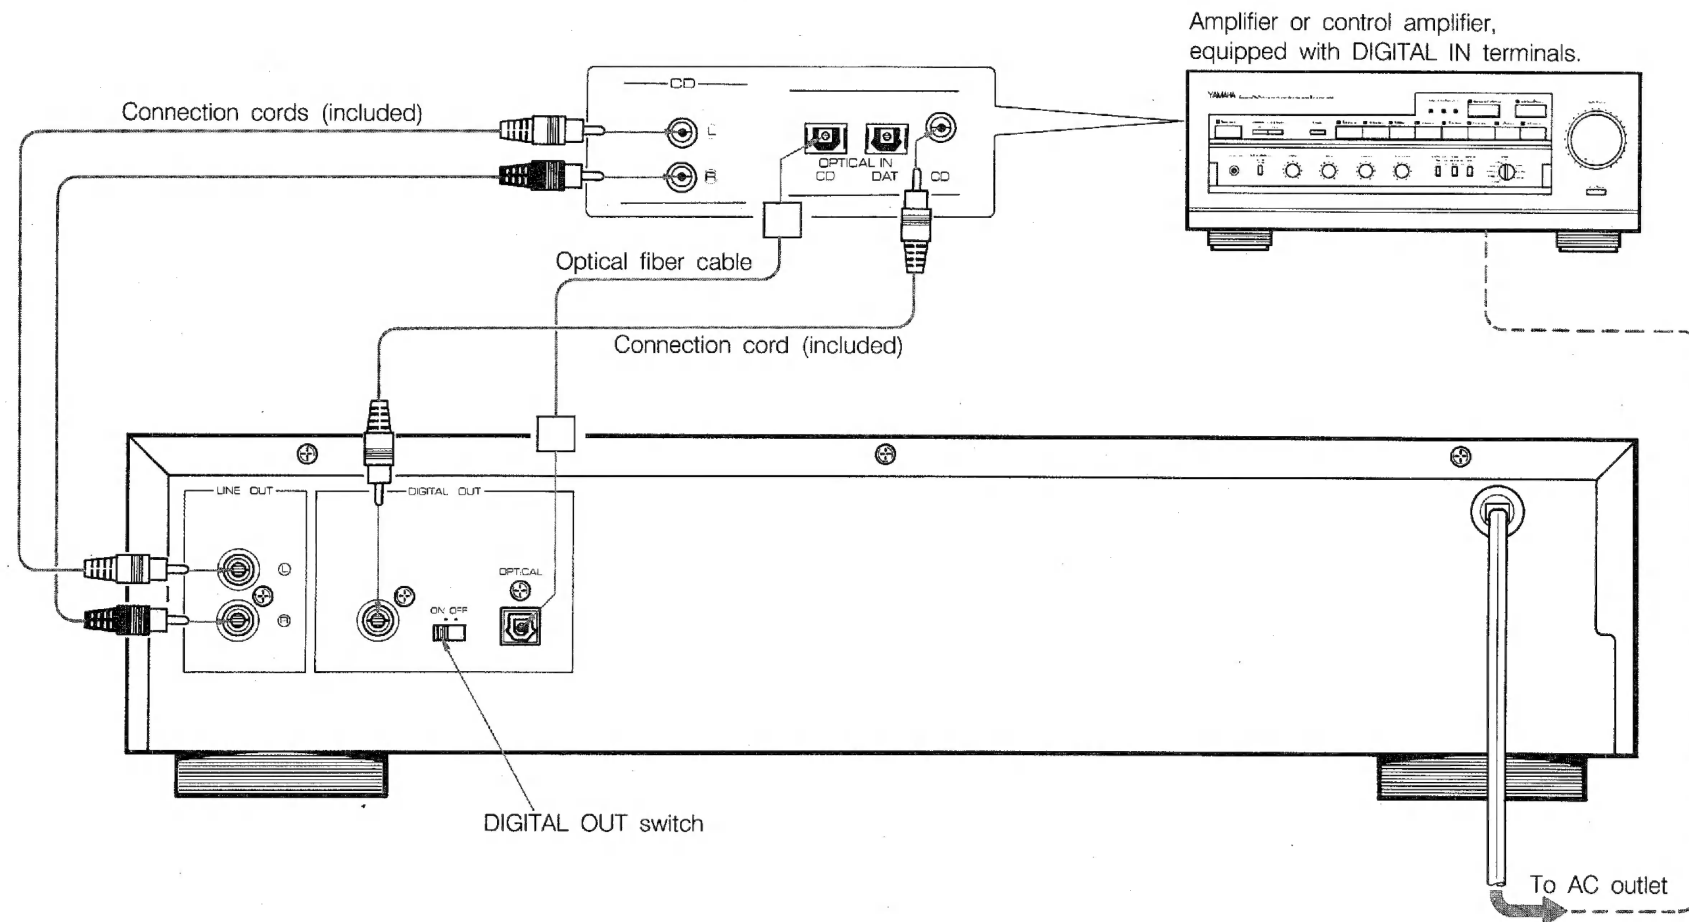 Amplifier or control amplifier,
equipped with DIGITAL IN terminals.
CD
Connection cords (included)
L
R
OPTICAL IN
CD DAT
CD
YAMAHA
Optical fiber cable
Connection cord (included)
LINE OUT
DIGITAL OUT
L
R
OPTICAL
ON OFF
DIGITAL OUT switch
To AC outlet